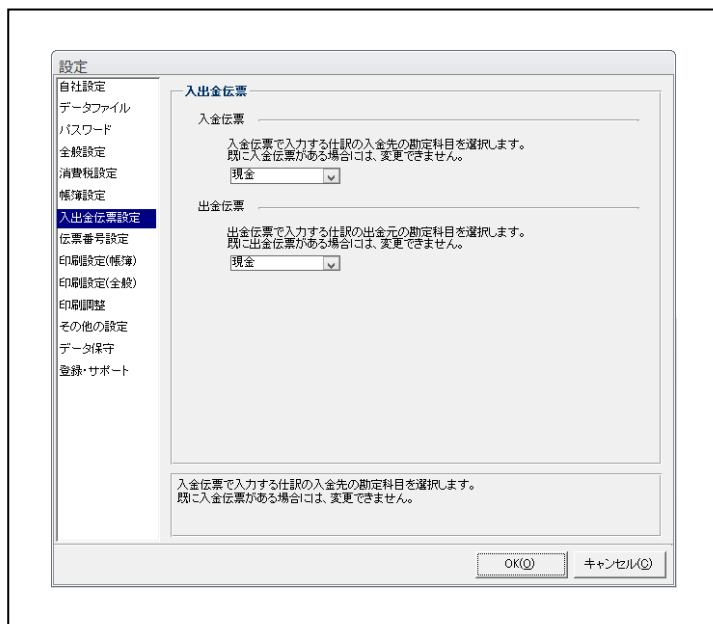 設定
自社設定
データファイル
パスワード
全般設定
消費税設定
帳簿設定
入出金伝票設定
伝票番号設定
印刷設定(帳簿)
印刷設定(全般)
印刷調整
その他の設定
データ保守
登録・サポート
入出金伝票
入金伝票
入金伝票で入力する仕訳の入金先の勘定科目を選択します。
既に入金伝票がある場合には、変更できません。
現金
出金伝票
出金伝票で入力する仕訳の出金元の勘定科目を選択します。
既に出金伝票がある場合には、変更できません。
現金
入金伝票で入力する仕訳の入金先の勘定科目を選択します。
既に入金伝票がある場合には、変更できません。
OK(O)
キャンセル(C)